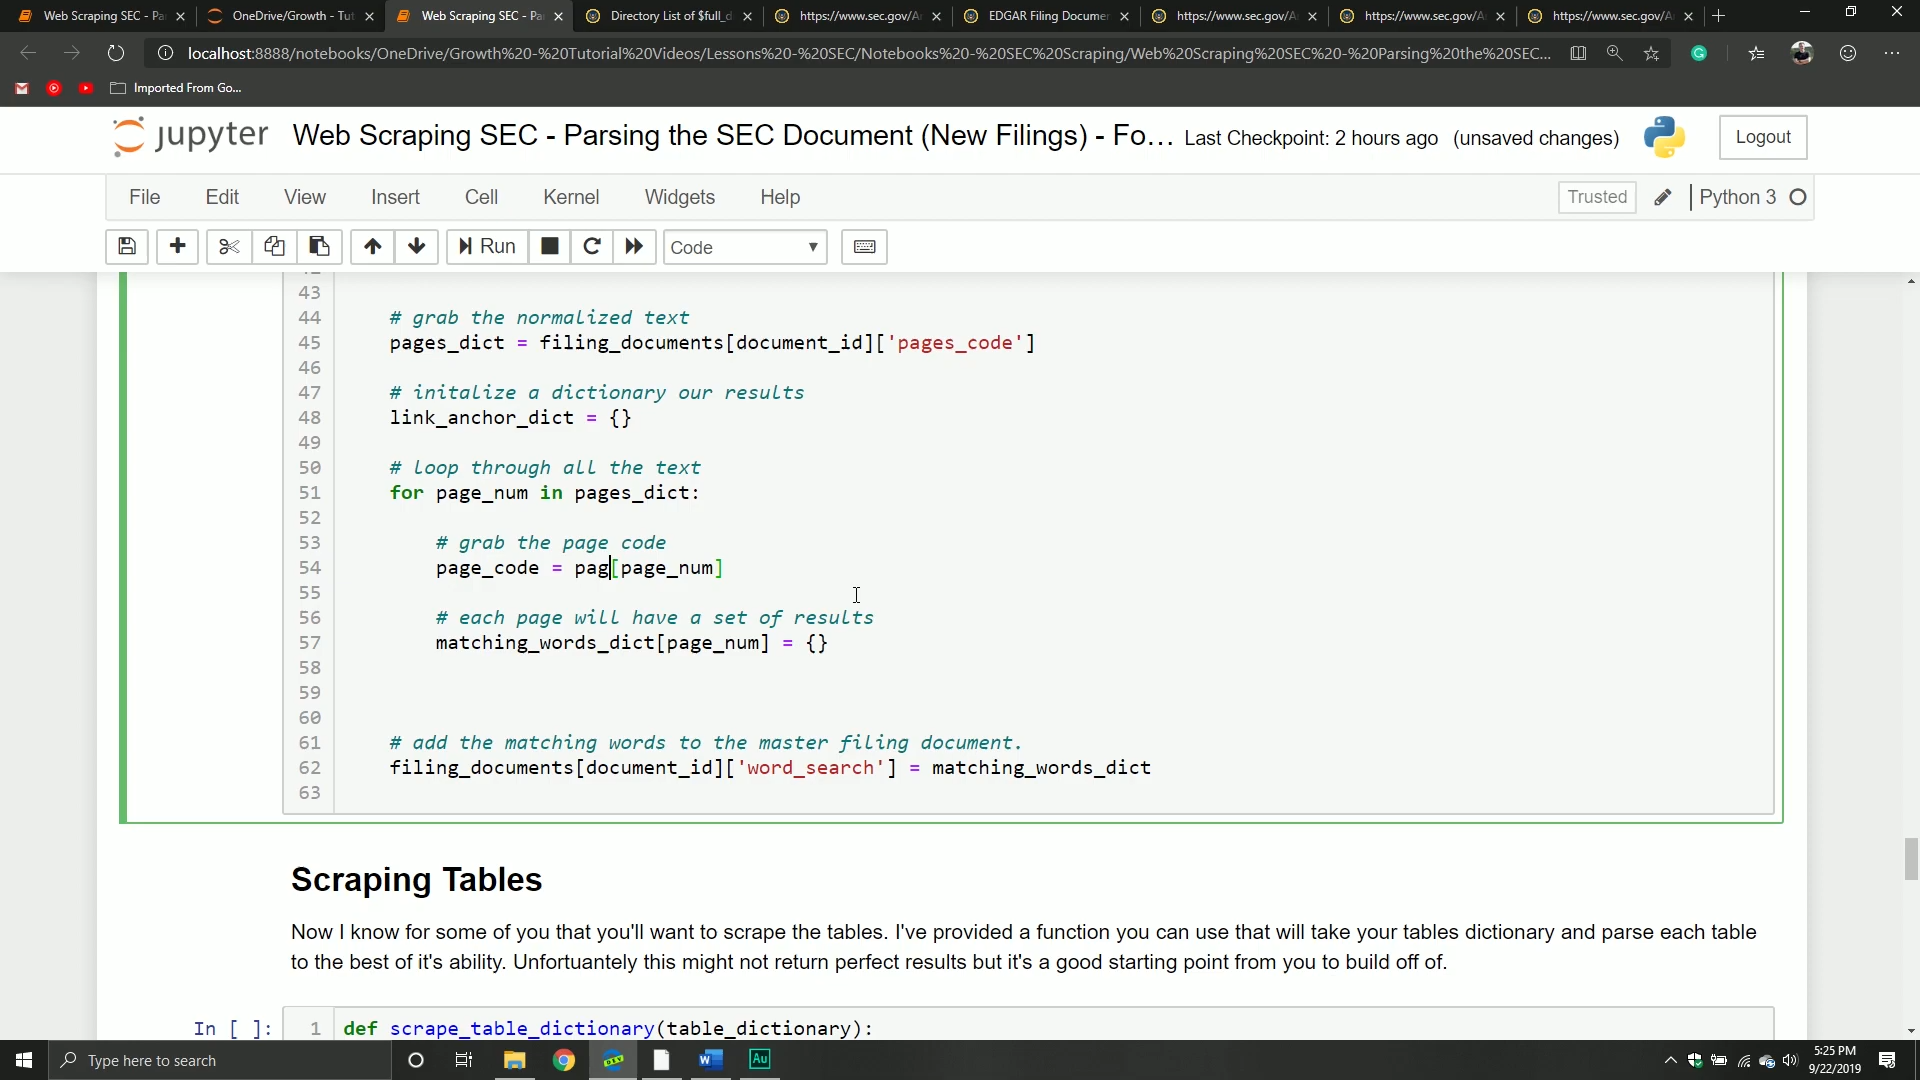 Web Scraping SEC - Pa
OneDrive/Growth - Tut
Web Scraping SEC - Pa
Directory List of $full_d
https://www.sec.gov/A
EDGAR Filing Documen
https://www.sec.gov/A
https://www.sec.gov/A
https://www.sec.gov/A
localhost:8888/notebooks/OneDrive/Growth%20-%20Tutorial%20Videos/Lessons%20-%20SEC/Notebooks%20-%20SEC%20Scraping/Web%20Scraping%20SEC%20-%20Parsing%20the%20SEC...
Imported From Go...
jupyter Web Scraping SEC - Parsing the SEC Document (New Filings) - Fo... Last Checkpoint: 2 hours ago (unsaved changes) Logout
File Edit View Insert Cell Kernel Widgets Help Trusted Python 3
Run Code
43
44 # grab the normalized text
45 pages_dict = filing_documents[document_id]['pages_code']
46
47 # initalize a dictionary our results
48 link_anchor_dict = {}
49
50 # loop through all the text
51 for page_num in pages_dict:
52
53 # grab the page code
54 page_code = pag[page_num]
55
56 # each page will have a set of results
57 matching_words_dict[page_num] = {}
58
59
60
61 # add the matching words to the master filing document.
62 filing_documents[document_id]['word_search'] = matching_words_dict
63
Scraping Tables
Now I know for some of you that you'll want to scrape the tables. I've provided a function you can use that will take your tables dictionary and parse each table
to the best of it's ability. Unfortuantely this might not return perfect results but it's a good starting point from you to build off of.
In [ ]: 1 def scrape_table_dictionary(table_dictionary):
Type here to search
DEV
Au
5:25 PM
9/22/2019